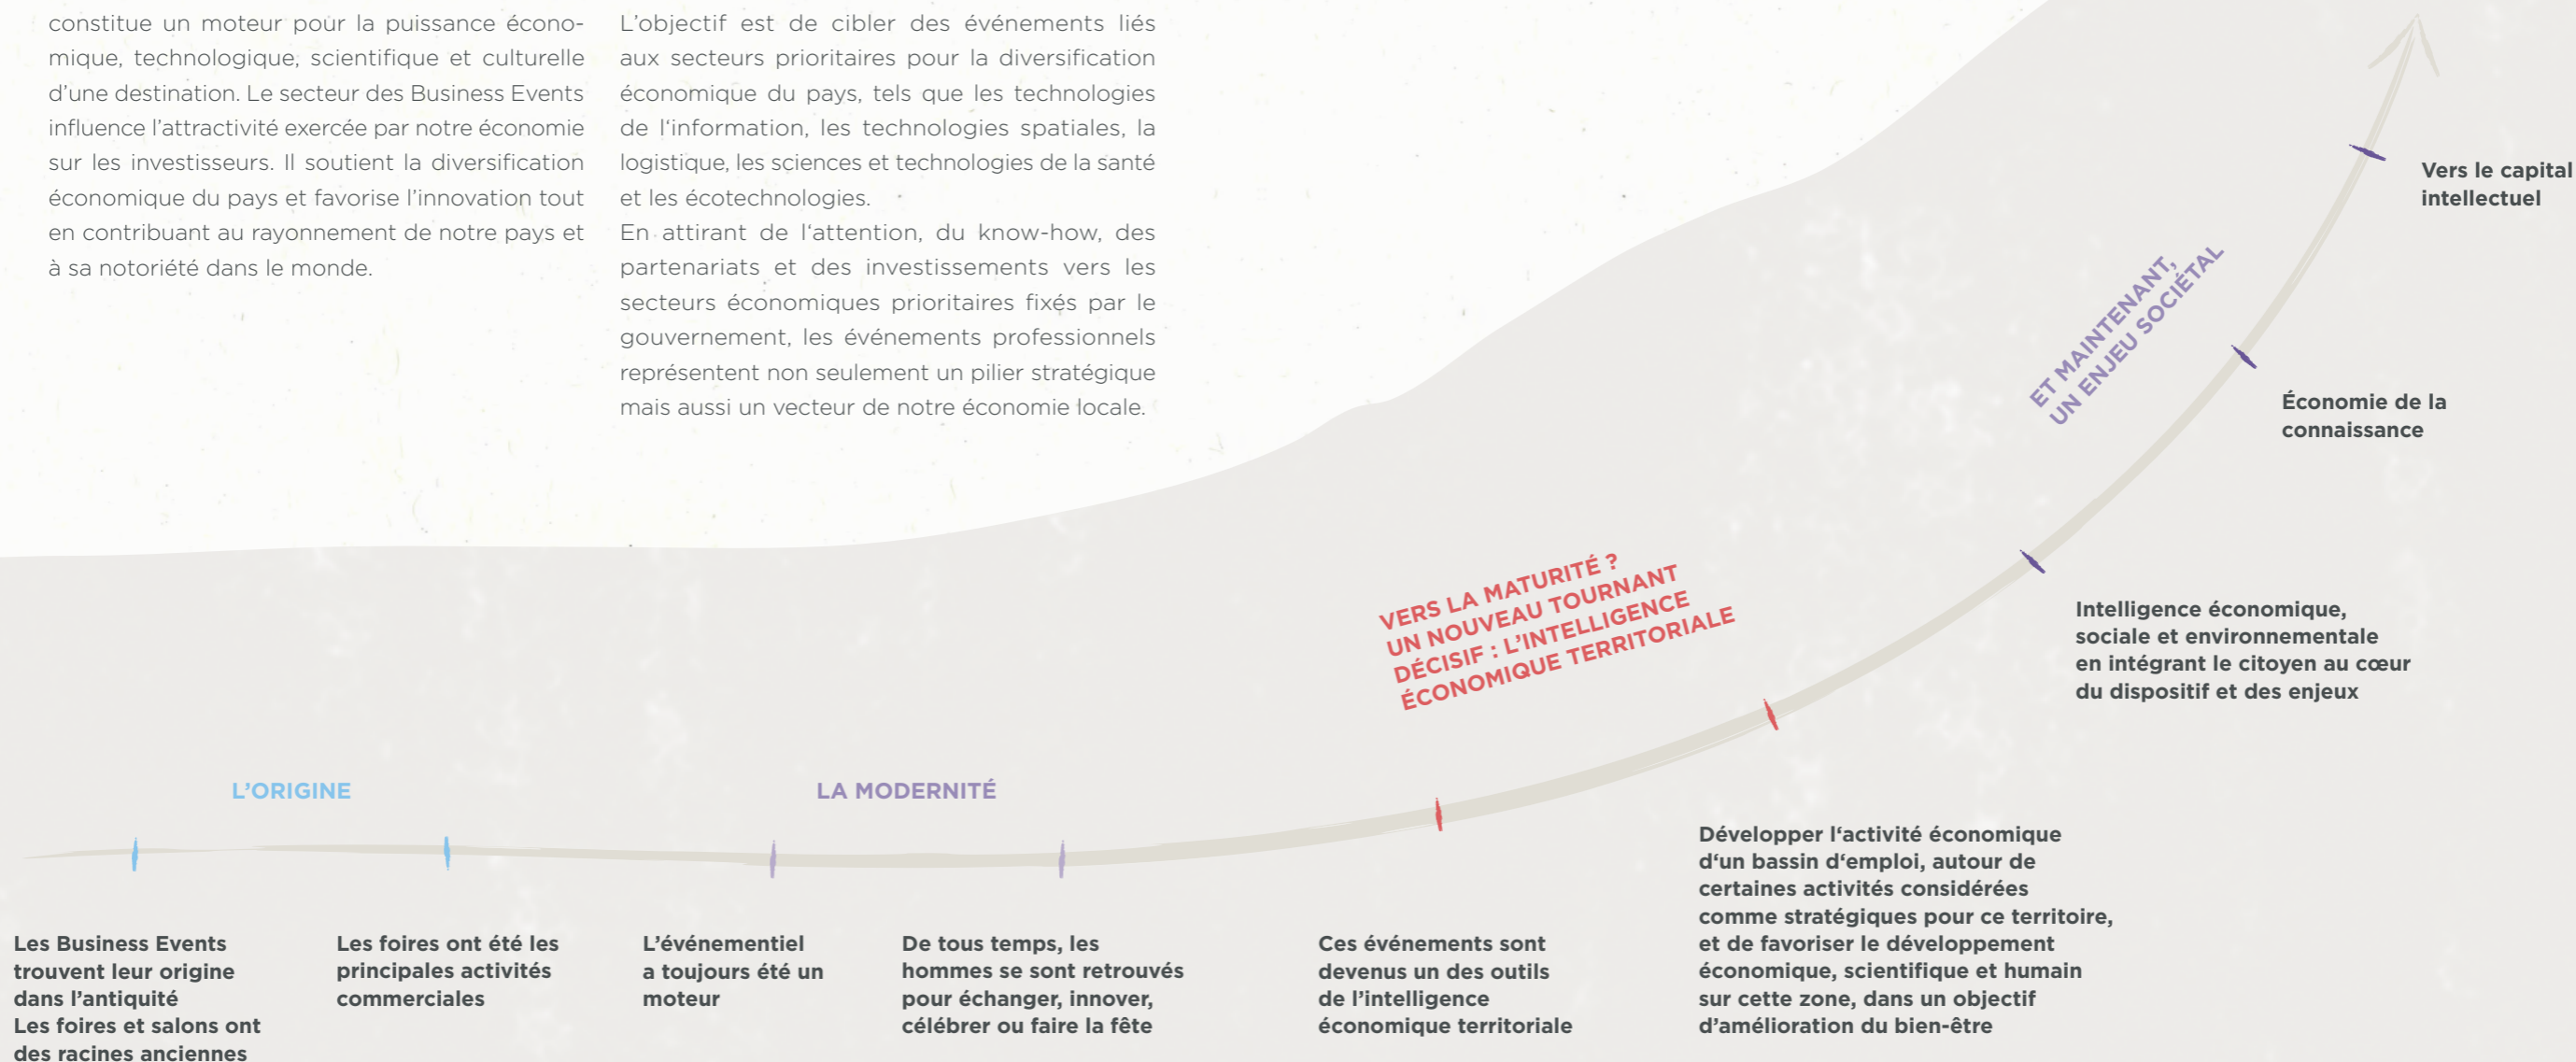 constitue un moteur pour la puissance écono-
mique, technologique, scientifique et culturelle
d’une destination. Le secteur des Business Events
influence l’attractivité exercée par notre économie
sur les investisseurs. Il soutient la diversification
économique du pays et favorise l’innovation tout
en contribuant au rayonnement de notre pays et
à sa notoriété dans le monde.
L’objectif est de cibler des événements liés
aux secteurs prioritaires pour la diversification
économique du pays, tels que les technologies
de l‘information, les technologies spatiales, la
logistique, les sciences et technologies de la santé
et les écotechnologies.
En attirant de l‘attention, du know-how, des
partenariats et des investissements vers les
secteurs économiques prioritaires fixés par le
gouvernement, les événements professionnels
représentent non seulement un pilier stratégique
mais aussi un vecteur de notre économie locale.
L’ORIGINE
Les Business Events
trouvent leur origine
dans l’antiquité
Les foires et salons ont
des racines anciennes
Les foires ont été les
principales activités
commerciales
LA MODERNITÉ
L’événementiel
a toujours été un
moteur
De tous temps, les
hommes se sont retrouvés
pour échanger, innover,
célébrer ou faire la fête
VERS LA MATURITÉ ?
UN NOUVEAU TOURNANT
DÉCISIF : L’INTELLIGENCE
ÉCONOMIQUE TERRITORIALE
Ces événements sont
devenus un des outils
de l’intelligence
économique territoriale
Développer l‘activité économique
d‘un bassin d‘emploi, autour de
certaines activités considérées
comme stratégiques pour ce territoire,
et de favoriser le développement
économique, scientifique et humain
sur cette zone, dans un objectif
d’amélioration du bien-être
ET MAINTENANT,
UN ENJEU SOCIÉTAL
Intelligence économique,
sociale et environnementale
en intégrant le citoyen au cœur
du dispositif et des enjeux
Économie de la
connaissance
Vers le capital
intellectuel